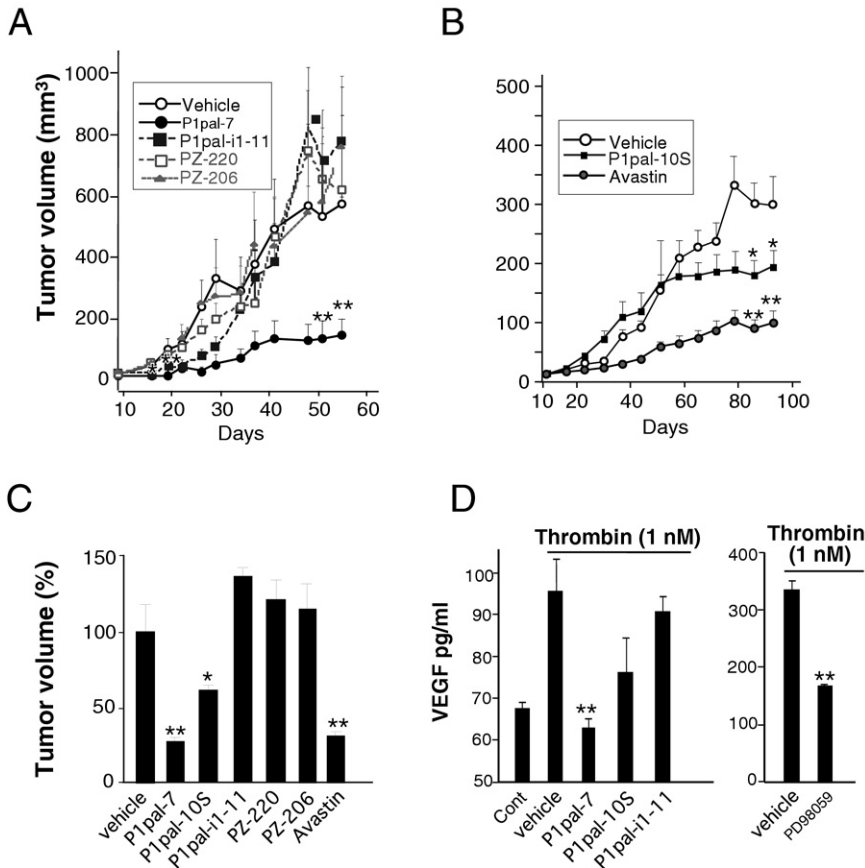 A
Tumor volume (mm³)
1000
800
600
400
200
0
Vehicle
P1pal-7
P1pal-i1-11
PZ-220
PZ-206
*
**
**
**
10 20 30 40 50 60
Days
B
500
400
300
200
100
0
Vehicle
P1pal-10S
Avastin
*
*
**
**
10 20 40 60 80 100
Days
C
Tumor volume (%)
150
100
50
0
**
*
**
vehicle
P1pal-7
P1pal-10S
P1pal-i1-11
PZ-220
PZ-206
Avastin
D
VEGF pg/ml
Thrombin (1 nM)
100
90
80
70
60
50
**
Cont
vehicle
P1pal-7
P1pal-10S
P1pal-i1-11
Thrombin
(1 nM)
400
300
200
100
0
**
vehicle
PD98059